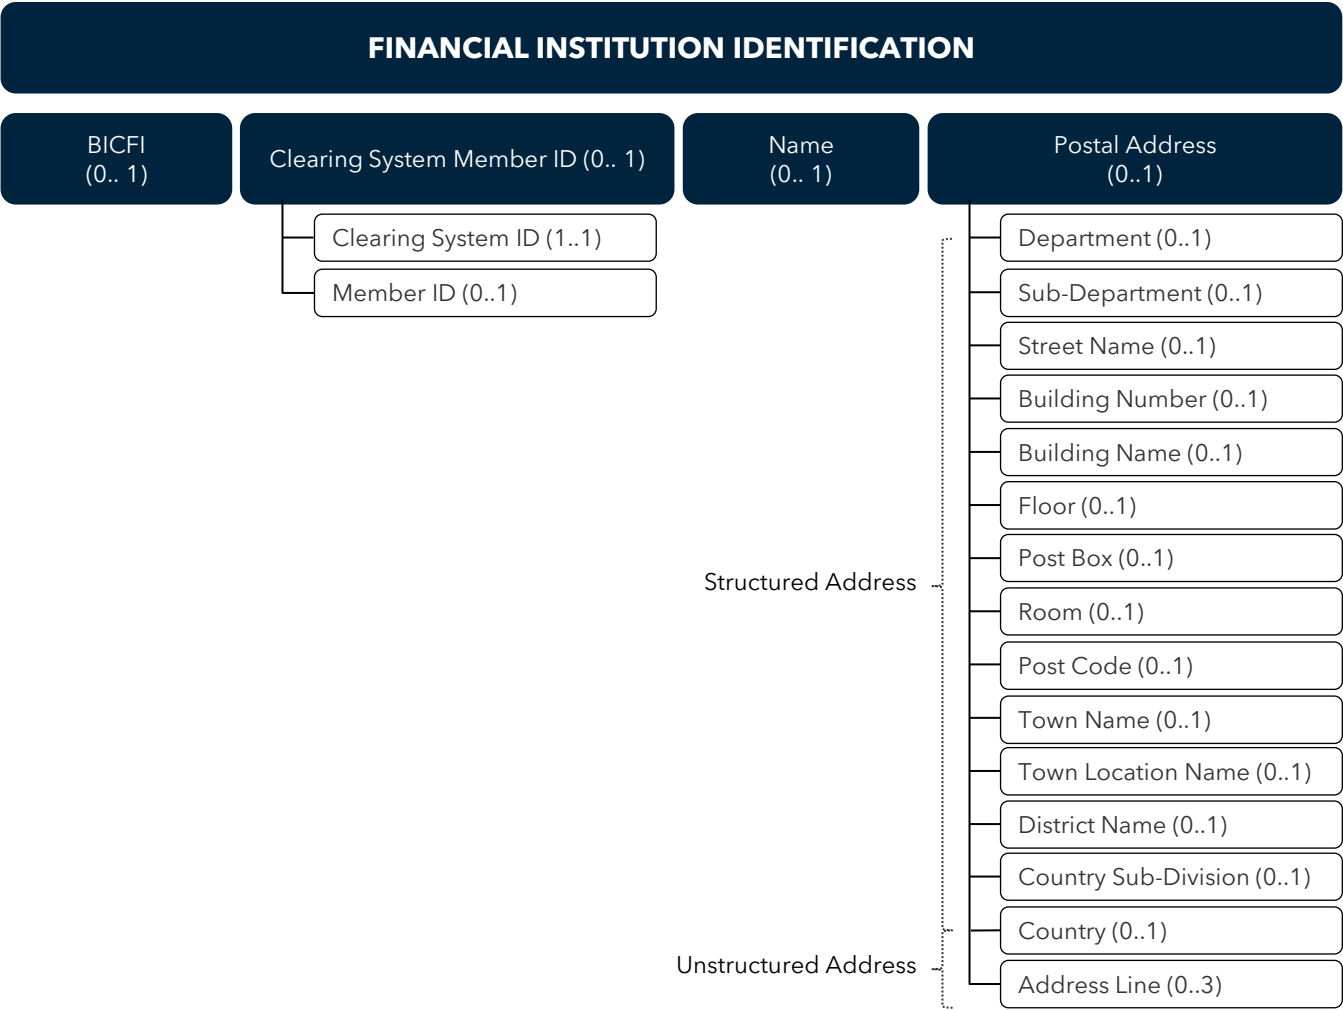 FINANCIAL INSTITUTION IDENTIFICATION
BICFI
(0.. 1)
Clearing System Member ID (0.. 1)
Name
(0.. 1)
Postal Address
(0..1)
Clearing System ID (1..1)
Member ID (0..1)
Department (0..1)
Sub-Department (0..1)
Street Name (0..1)
Building Number (0..1)
Building Name (0..1)
Floor (0..1)
Post Box (0..1)
Structured Address
Room (0..1)
Post Code (0..1)
Town Name (0..1)
Town Location Name (0..1)
District Name (0..1)
Country Sub-Division (0..1)
Country (0..1)
Unstructured Address
Address Line (0..3)